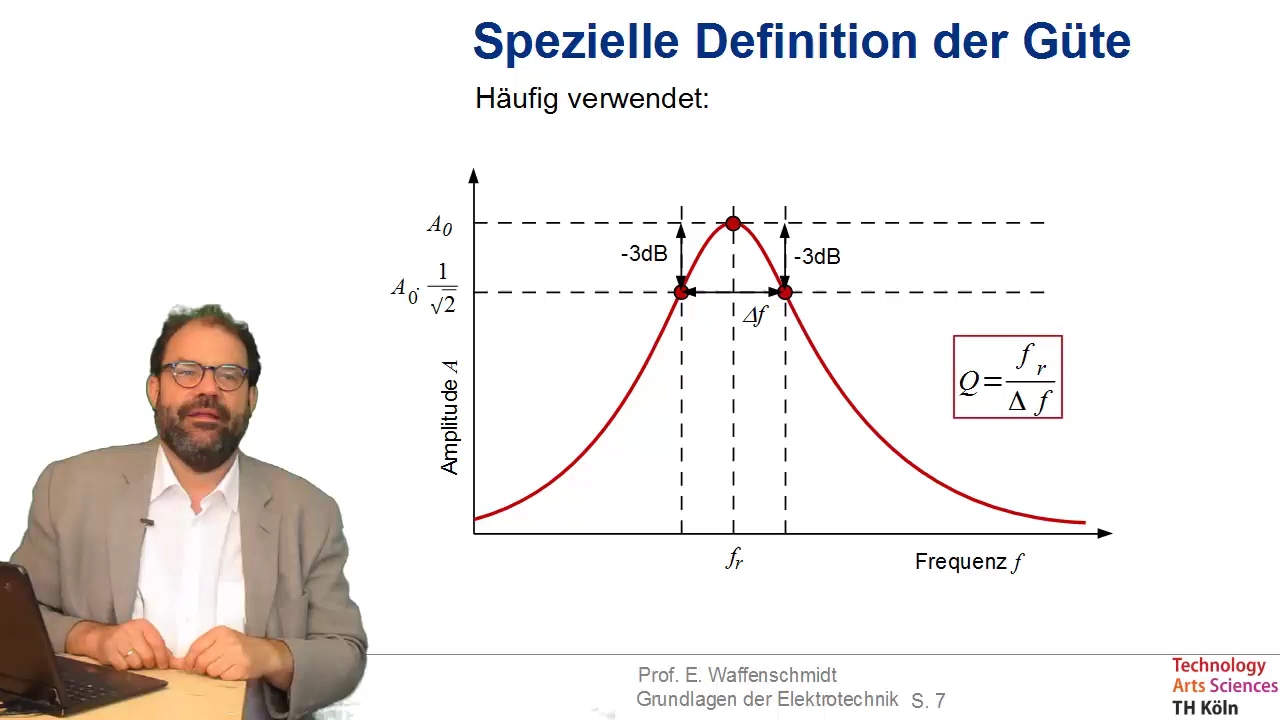 Spezielle Definition der Güte
Häufig verwendet:
A0
-3dB
-3dB
A0· 1/√2
Δf
Amplitude A
Q = fr / Δ f
fr
Frequenz f
Prof. E. Waffenschmidt
Grundlagen der Elektrotechnik S. 7
Technology
Arts Sciences
TH Köln